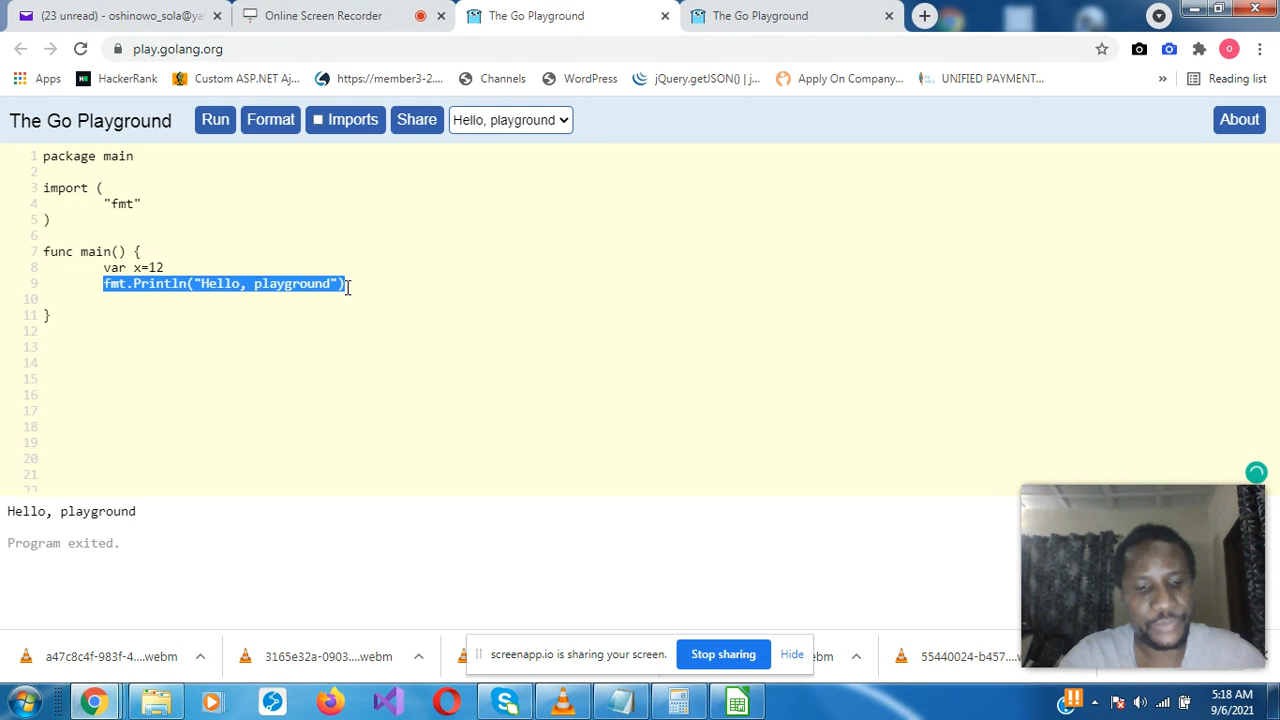 (23 unread) - oshinowo_sola@ya
Online Screen Recorder
The Go Playground
The Go Playground
play.golang.org
O
Apps
HackerRank
Custom ASP.NET Aj...
https://member3-2....
Channels
WordPress
jQuery.getJSON() | j...
Apply On Company...
UNIFIED PAYMENT...
»
Reading list
The Go Playground
Run
Format
Imports
Share
Hello, playground
About
1 package main
2
3 import (
4 "fmt"
5 )
6
7 func main() {
8 var x=12
9 fmt.Println("Hello, playground")
10
11 }
12
13
14
15
16
17
18
19
20
21
22
Hello, playground
Program exited.
a47c8c4f-983f-4....webm
3165e32a-0903....webm
screenapp.io is sharing your screen.
Stop sharing
Hide
bm
55440024-b457....w
5:18 AM
9/6/2021